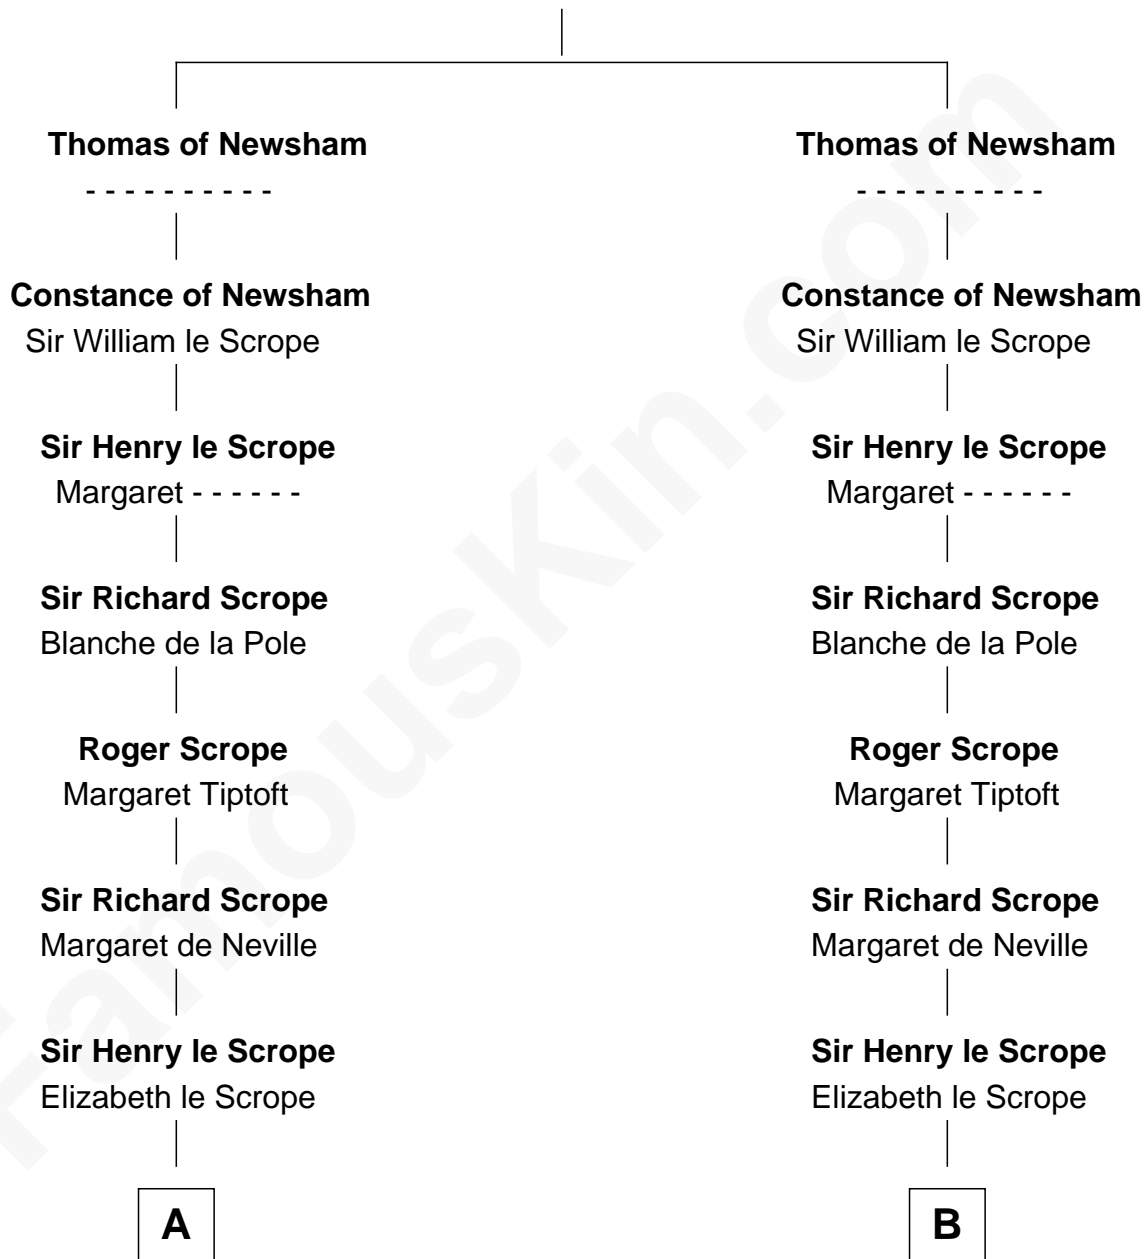 Thomas of Newsham Thomas of Newsham
- - - - - - - - - - - - - - - - - - - -
Constance of Newsham Constance of Newsham
Sir William le Scrope Sir William le Scrope
Sir Henry le Scrope Sir Henry le Scrope
Margaret - - - - - - Margaret - - - - - -
Sir Richard Scrope Sir Richard Scrope
Blanche de la Pole Blanche de la Pole
Roger Scrope Roger Scrope
Margaret Tiptoft Margaret Tiptoft
Sir Richard Scrope Sir Richard Scrope
Margaret de Neville Margaret de Neville
Sir Henry le Scrope Sir Henry le Scrope
Elizabeth le Scrope Elizabeth le Scrope
A B
FamousKin.com